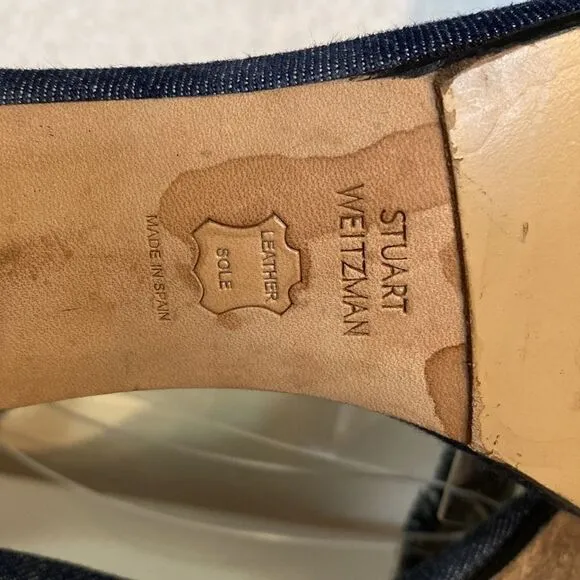 STUART
WEITZMAN
LEATHER
SOLE
MADE IN SPAIN